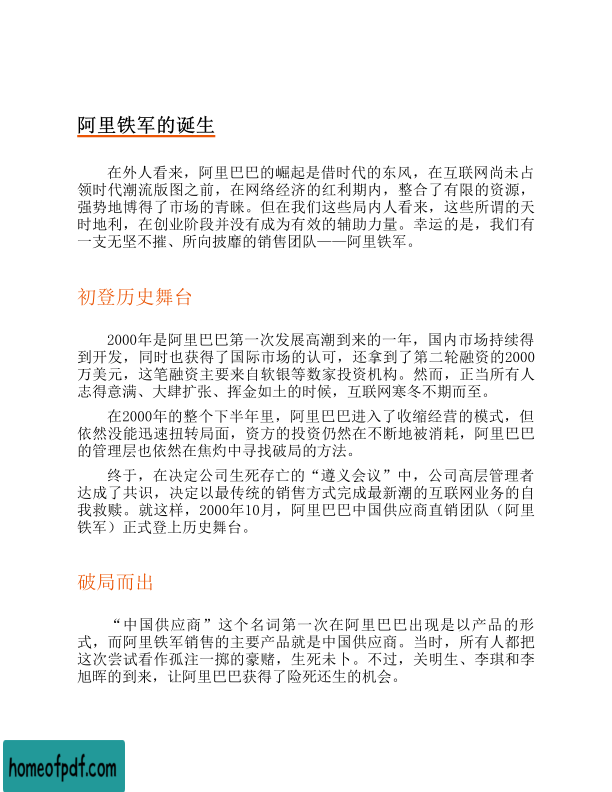 阿里铁军的诞生
在外人看来，阿里巴巴的崛起是借时代的东风，在互联网尚未占
领时代潮流版图之前，在网络经济的红利期内，整合了有限的资源，
强势地博得了市场的青睐。但在我们这些局内人看来，这些所谓的天
时地利，在创业阶段并没有成为有效的辅助力量。幸运的是，我们有
一支无坚不摧、所向披靡的销售团队——阿里铁军。
初登历史舞台
2000年是阿里巴巴第一次发展高潮到来的一年，国内市场持续得
到开发，同时也获得了国际市场的认可，还拿到了第二轮融资的2000
万美元，这笔融资主要来自软银等数家投资机构。然而，正当所有人
志得意满、大肆扩张、挥金如土的时候，互联网寒冬不期而至。
在2000年的整个下半年里，阿里巴巴进入了收缩经营的模式，但
依然没能迅速扭转局面，资方的投资仍然在不断地被消耗，阿里巴巴
的管理层也依然在焦灼中寻找破局的方法。
终于，在决定公司生死存亡的“遵义会议”中，公司高层管理者
达成了共识，决定以最传统的销售方式完成最新潮的互联网业务的自
我救赎。就这样，2000年10月，阿里巴巴中国供应商直销团队（阿里
铁军）正式登上历史舞台。
破局而出
“中国供应商”这个名词第一次在阿里巴巴出现是以产品的形
式，而阿里铁军销售的主要产品就是中国供应商。当时，所有人都把
这次尝试看作孤注一掷的豪赌，生死未卜。不过，关明生、李琪和李
旭晖的到来，让阿里巴巴获得了险死还生的机会。
homeofpdf.com